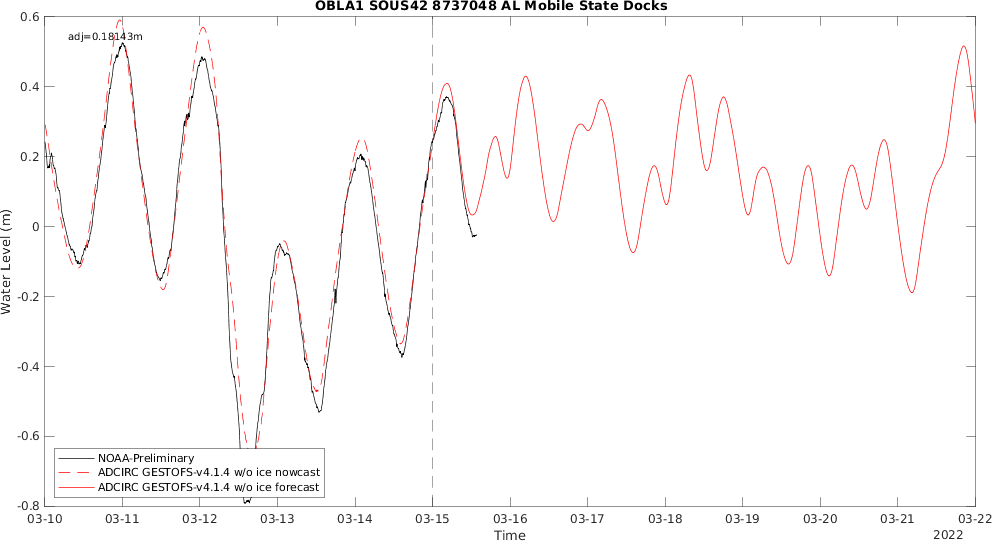 OBLA1 SOUS42 8737048 AL Mobile State Docks
adj=0.18143m
0.6
0.4
0.2
0
-0.2
-0.4
-0.6
-0.8
Water Level (m)
NOAA-Preliminary
ADCIRC GESTOFS-v4.1.4 w/o ice nowcast
ADCIRC GESTOFS-v4.1.4 w/o ice forecast
03-10 03-11 03-12 03-13 03-14 03-15 03-16 03-17 03-18 03-19 03-20 03-21 03-22
Time
2022